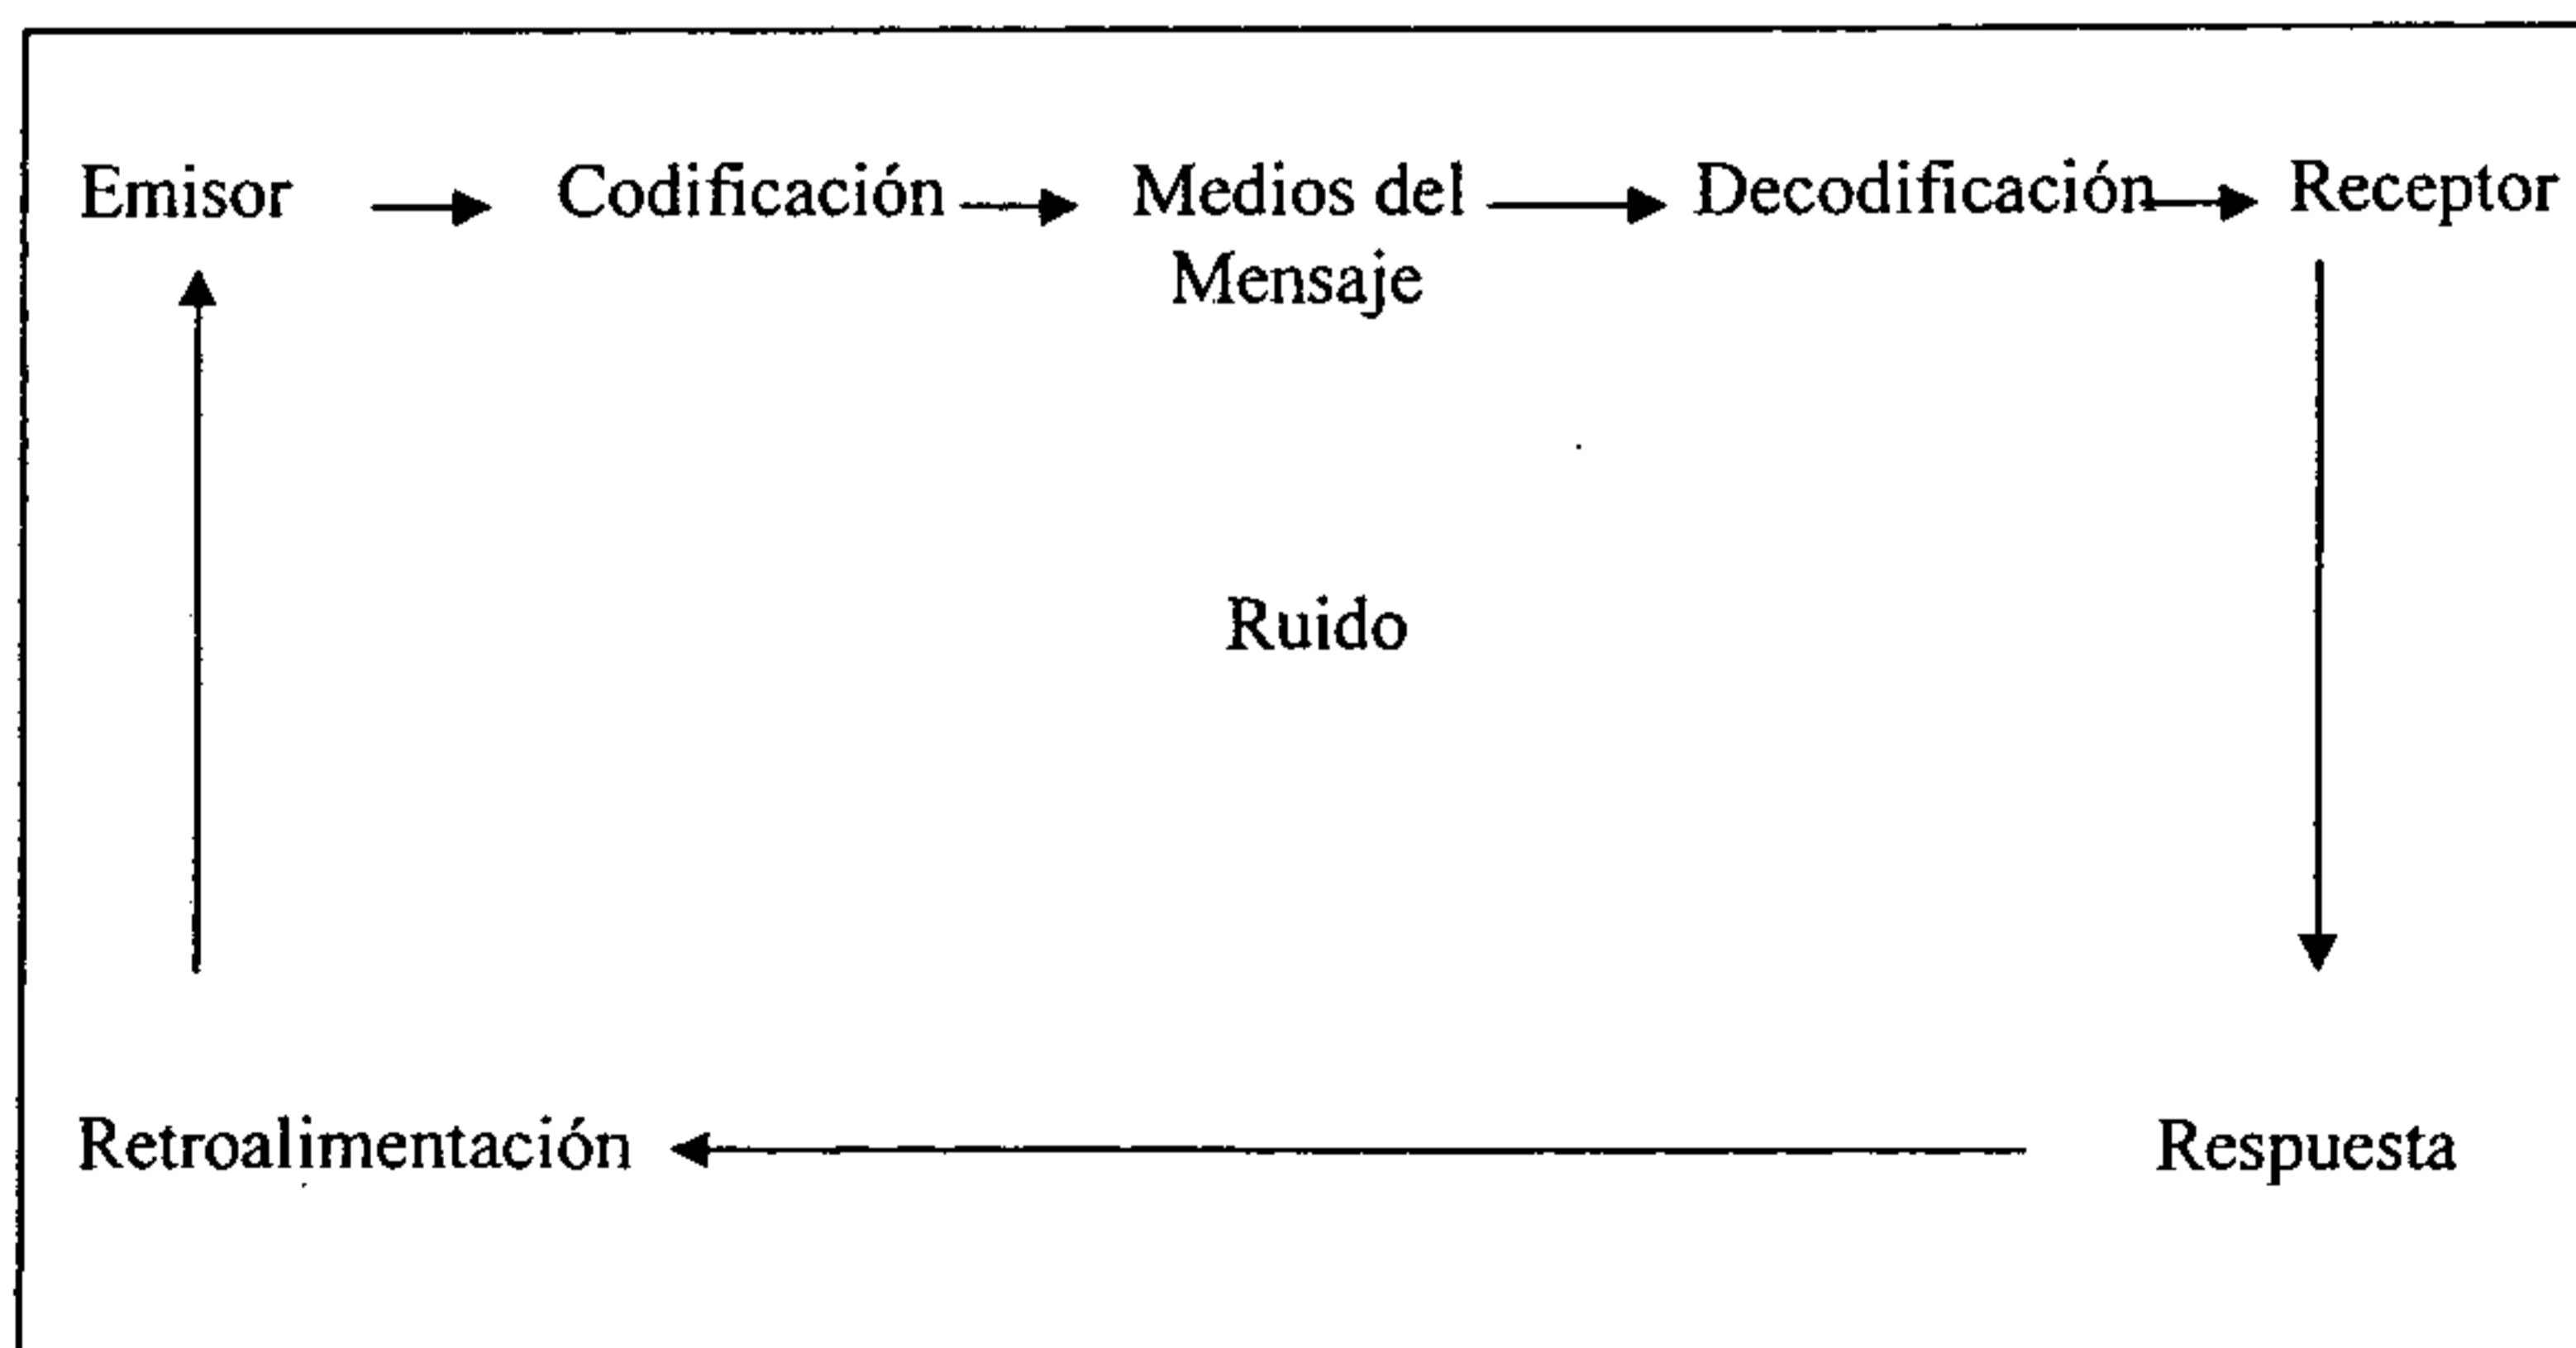 Emisor Codificación Medios del Decodificación Receptor
Mensaje
Ruido
Retroalimentación Respuesta